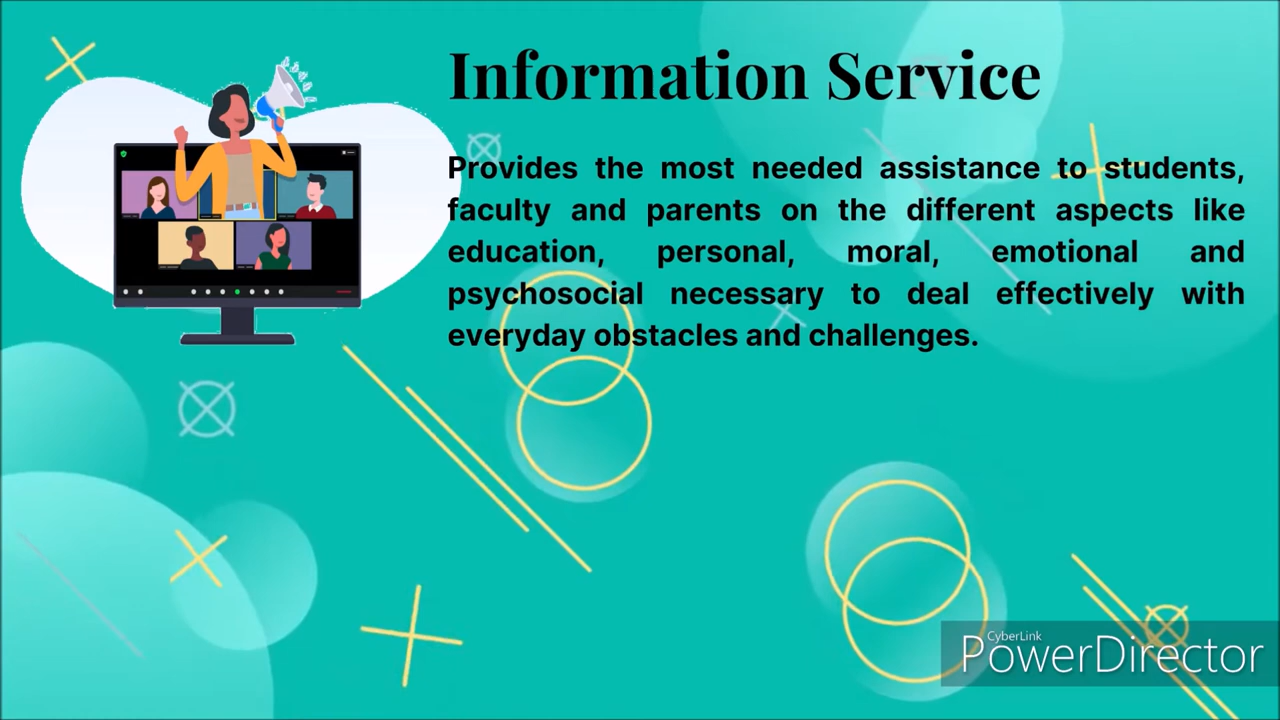 Information Service
Provides the most needed assistance to students,
faculty and parents on the different aspects like
education, personal, moral, emotional and
psychosocial necessary to deal effectively with
everyday obstacles and challenges.
CyberLink
PowerDirector